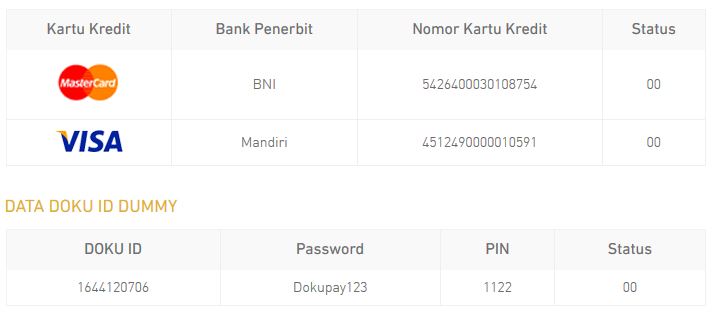 Kartu Kredit Bank Penerbit Nomor Kartu Kredit Status
MasterCard BNI 5426400030108754 00
VISA Mandiri 4512490000010591 00
DATA DOKU ID DUMMY
DOKU ID Password PIN Status
1644120706 Dokupay123 1122 00